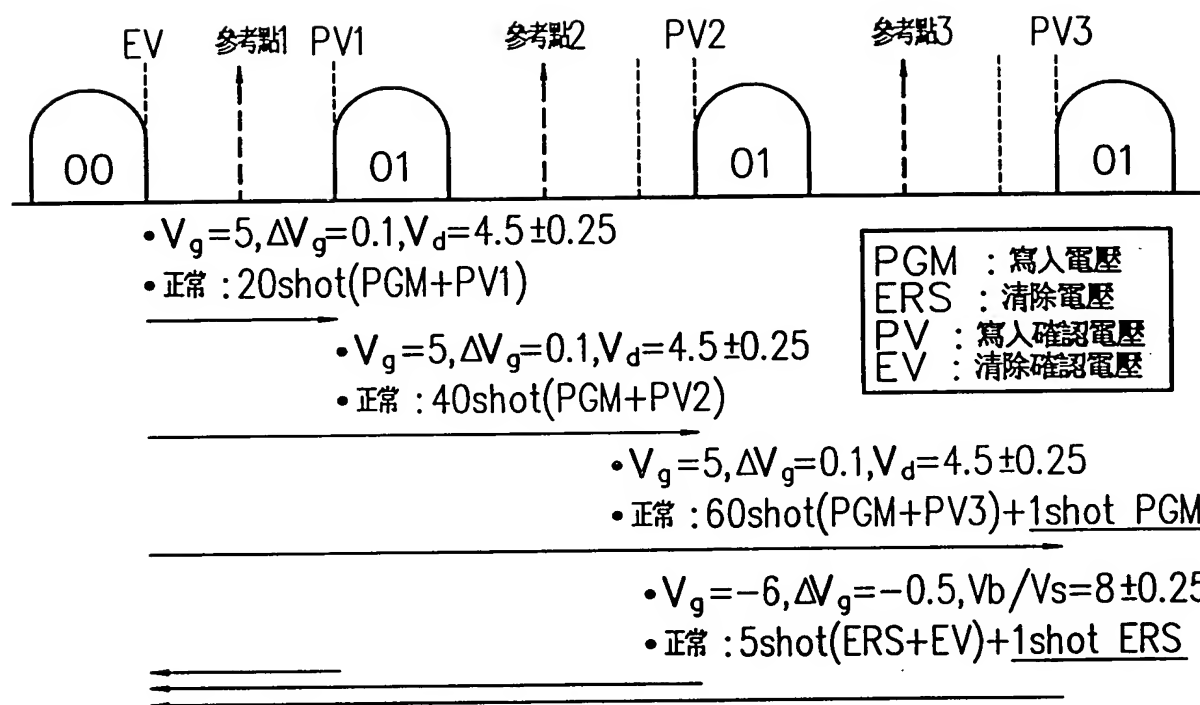 EV 參考點1 PV1 參考點2 PV2 參考點3 PV3
00 01 01 01
•Vg=5,ΔVg=0.1,Vd=4.5±0.25
•正常:20shot(PGM+PV1)
PGM : 寫入電壓
ERS : 清除電壓
PV : 寫入確認電壓
EV : 清除確認電壓
•Vg=5,ΔVg=0.1,Vd=4.5±0.25
•正常:40shot(PGM+PV2)
•Vg=5,ΔVg=0.1,Vd=4.5±0.25
•正常:60shot(PGM+PV3)+1shot PGM
•Vg=-6,ΔVg=-0.5,Vb/Vs=8±0.25
•正常:5shot(ERS+EV)+1shot ERS